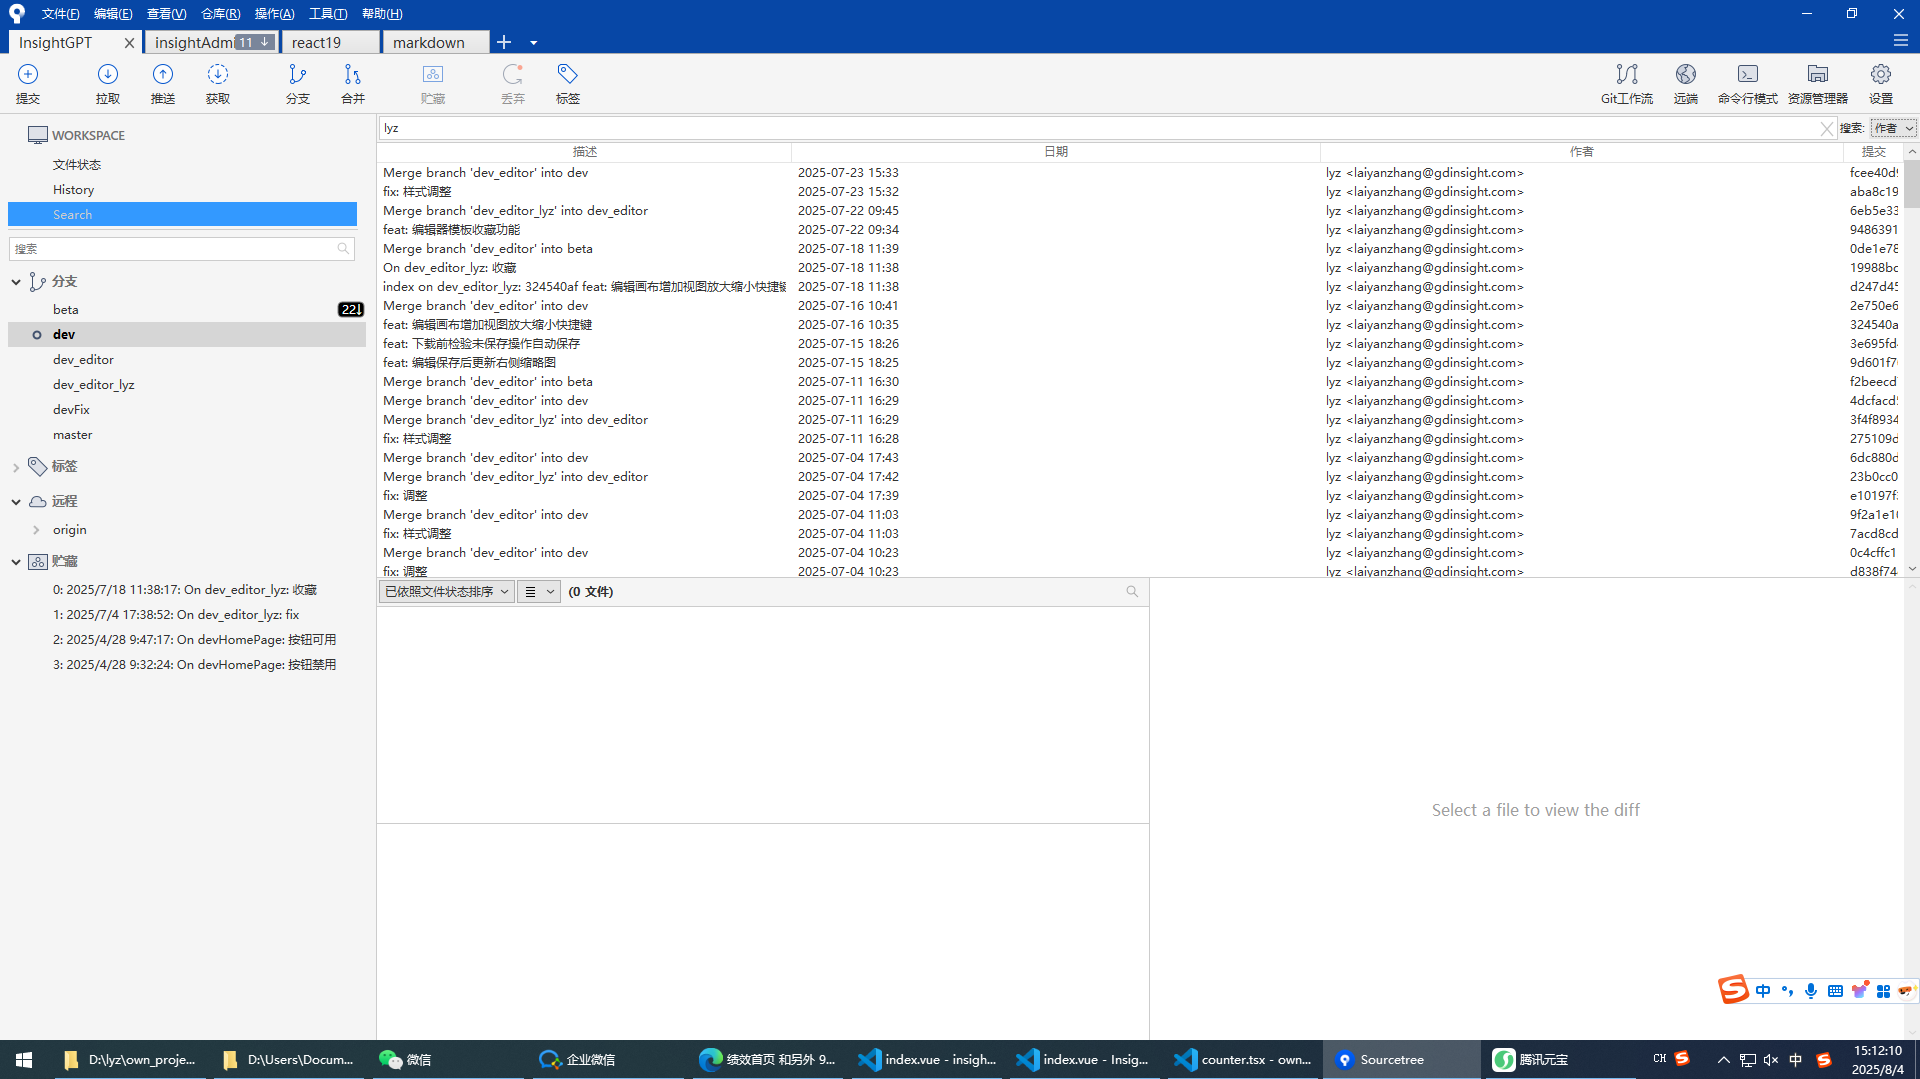 文件(F) 编辑(E) 查看(V) 仓库(R) 操作(A) 工具(T) 帮助(H)
InsightGPT insightAdmi 11 ↓ react19 markdown
提交 拉取 推送 获取 分支 合并 贮藏 丢弃 标签 Git工作流 远端 命令行模式 资源管理器 设置
WORKSPACE
文件状态
History
Search
搜索
分支
beta 22↓
dev
dev_editor
dev_editor_lyz
devFix
master
标签
远程
origin
贮藏
0: 2025/7/18 11:38:17: On dev_editor_lyz: 收藏
1: 2025/7/4 17:38:52: On dev_editor_lyz: fix
2: 2025/4/28 9:47:17: On devHomePage: 按钮可用
3: 2025/4/28 9:32:24: On devHomePage: 按钮禁用
lyz 搜索: 作者
描述 日期 作者 提交
Merge branch 'dev_editor' into dev 2025-07-23 15:33 lyz <laiyanzhang@gdinsight.com> fcee40d9
fix: 样式调整 2025-07-23 15:32 lyz <laiyanzhang@gdinsight.com> aba8c19
Merge branch 'dev_editor_lyz' into dev_editor 2025-07-22 09:45 lyz <laiyanzhang@gdinsight.com> 6eb5e33
feat: 编辑器模板收藏功能 2025-07-22 09:34 lyz <laiyanzhang@gdinsight.com> 9486391
Merge branch 'dev_editor' into beta 2025-07-18 11:39 lyz <laiyanzhang@gdinsight.com> 0de1e78
On dev_editor_lyz: 收藏 2025-07-18 11:38 lyz <laiyanzhang@gdinsight.com> 19988bc
index on dev_editor_lyz: 324540af feat: 编辑画布增加视图放大缩小快捷键 2025-07-18 11:38 lyz <laiyanzhang@gdinsight.com> d247d45
Merge branch 'dev_editor' into dev 2025-07-16 10:41 lyz <laiyanzhang@gdinsight.com> 2e750e6
feat: 编辑画布增加视图放大缩小快捷键 2025-07-16 10:35 lyz <laiyanzhang@gdinsight.com> 324540a
feat: 下载前检验未保存操作自动保存 2025-07-15 18:26 lyz <laiyanzhang@gdinsight.com> 3e695fd
feat: 编辑保存后更新右侧缩略图 2025-07-15 18:25 lyz <laiyanzhang@gdinsight.com> 9d601f7
Merge branch 'dev_editor' into beta 2025-07-11 16:30 lyz <laiyanzhang@gdinsight.com> f2beecd
Merge branch 'dev_editor' into dev 2025-07-11 16:29 lyz <laiyanzhang@gdinsight.com> 4dcfacd
Merge branch 'dev_editor_lyz' into dev_editor 2025-07-11 16:29 lyz <laiyanzhang@gdinsight.com> 3f4f8934
fix: 样式调整 2025-07-11 16:28 lyz <laiyanzhang@gdinsight.com> 275109d
Merge branch 'dev_editor' into dev 2025-07-04 17:43 lyz <laiyanzhang@gdinsight.com> 6dc880d
Merge branch 'dev_editor_lyz' into dev_editor 2025-07-04 17:42 lyz <laiyanzhang@gdinsight.com> 23b0cc0
fix: 调整 2025-07-04 17:39 lyz <laiyanzhang@gdinsight.com> e10197f
Merge branch 'dev_editor' into dev 2025-07-04 11:03 lyz <laiyanzhang@gdinsight.com> 9f2a1e1
fix: 样式调整 2025-07-04 11:03 lyz <laiyanzhang@gdinsight.com> 7acd8cd
Merge branch 'dev_editor' into dev 2025-07-04 10:23 lyz <laiyanzhang@gdinsight.com> 0c4cffc1
fix: 调整 2025-07-04 10:23 lyz <laiyanzhang@gdinsight.com> d838f74
已依照文件状态排序 (0 文件)
Select a file to view the diff
中
D:\lyz\own_proje... D:\Users\Docum... 微信 企业微信 绩效首页 和另外 9... index.vue - insigh... index.vue - Insig... counter.tsx - own... Sourcetree 腾讯元宝 CH 中 15:12:10
2025/8/4